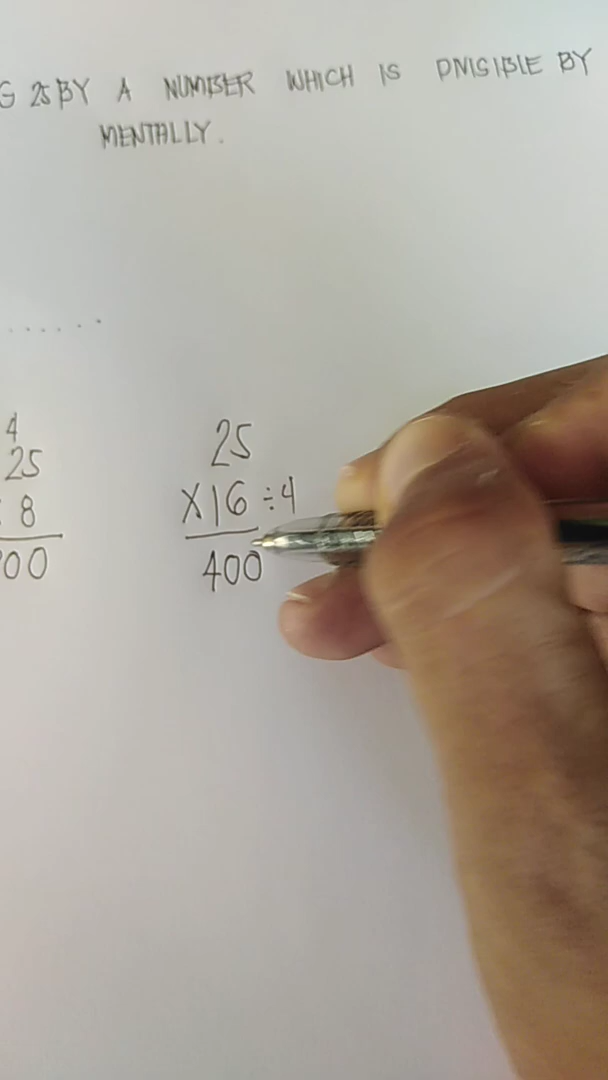 G 25 BY A NUMBER WHICH IS DIVISIBLE BY
MENTALLY.
.......
4
25
8
00
25
X16 ÷4
400